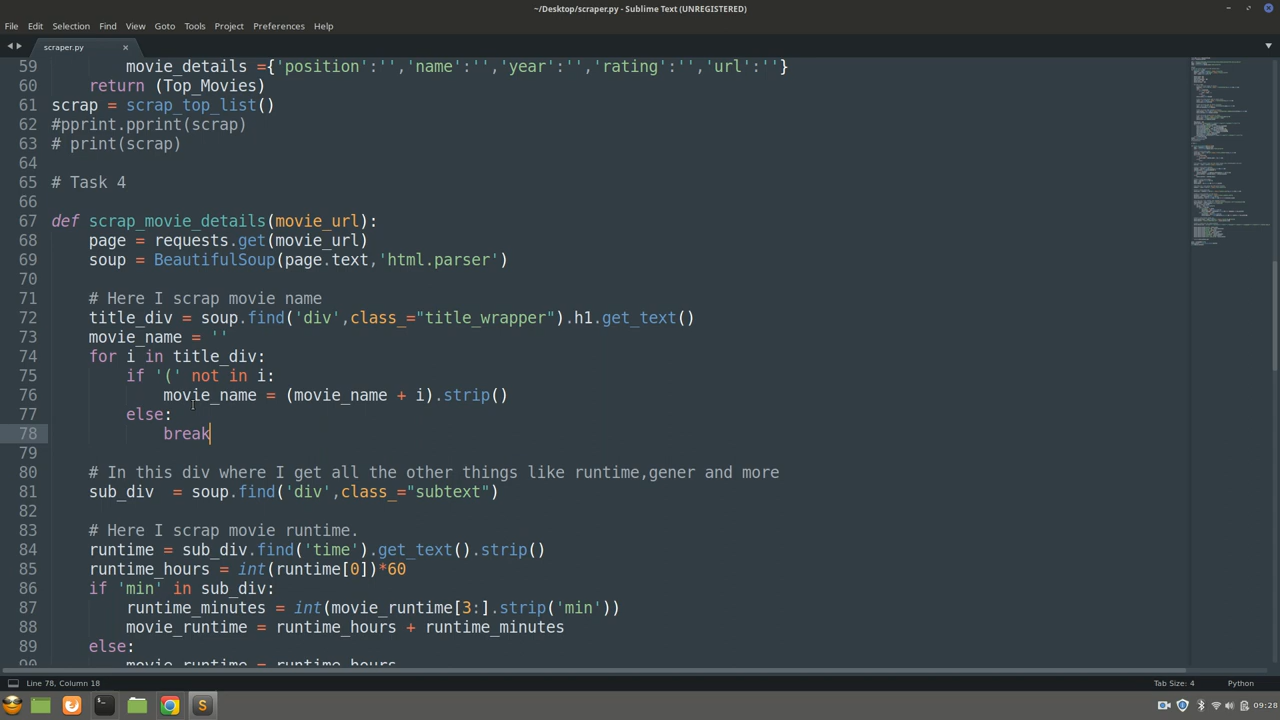 ~/Desktop/scraper.py - Sublime Text (UNREGISTERED)
File Edit Selection Find View Goto Tools Project Preferences Help
scraper.py
59 movie_details ={'position':'','name':'','year':'','rating':'','url':''}
60 return (Top_Movies)
61 scrap = scrap_top_list()
62 #pprint.pprint(scrap)
63 # print(scrap)
64
65 # Task 4
66
67 def scrap_movie_details(movie_url):
68 page = requests.get(movie_url)
69 soup = BeautifulSoup(page.text,'html.parser')
70
71 # Here I scrap movie name
72 title_div = soup.find('div',class_="title_wrapper").h1.get_text()
73 movie_name = ''
74 for i in title_div:
75 if '(' not in i:
76 movie_name = (movie_name + i).strip()
77 else:
78 break
79
80 # In this div where I get all the other things like runtime,gener and more
81 sub_div  = soup.find('div',class_="subtext")
82
83 # Here I scrap movie runtime.
84 runtime = sub_div.find('time').get_text().strip()
85 runtime_hours = int(runtime[0])*60
86 if 'min' in sub_div:
87 runtime_minutes = int(movie_runtime[3:].strip('min'))
88 movie_runtime = runtime_hours + runtime_minutes
89 else:
90 movie_runtime = runtime_hours
Line 78, Column 18 Tab Size: 4 Python
09:28